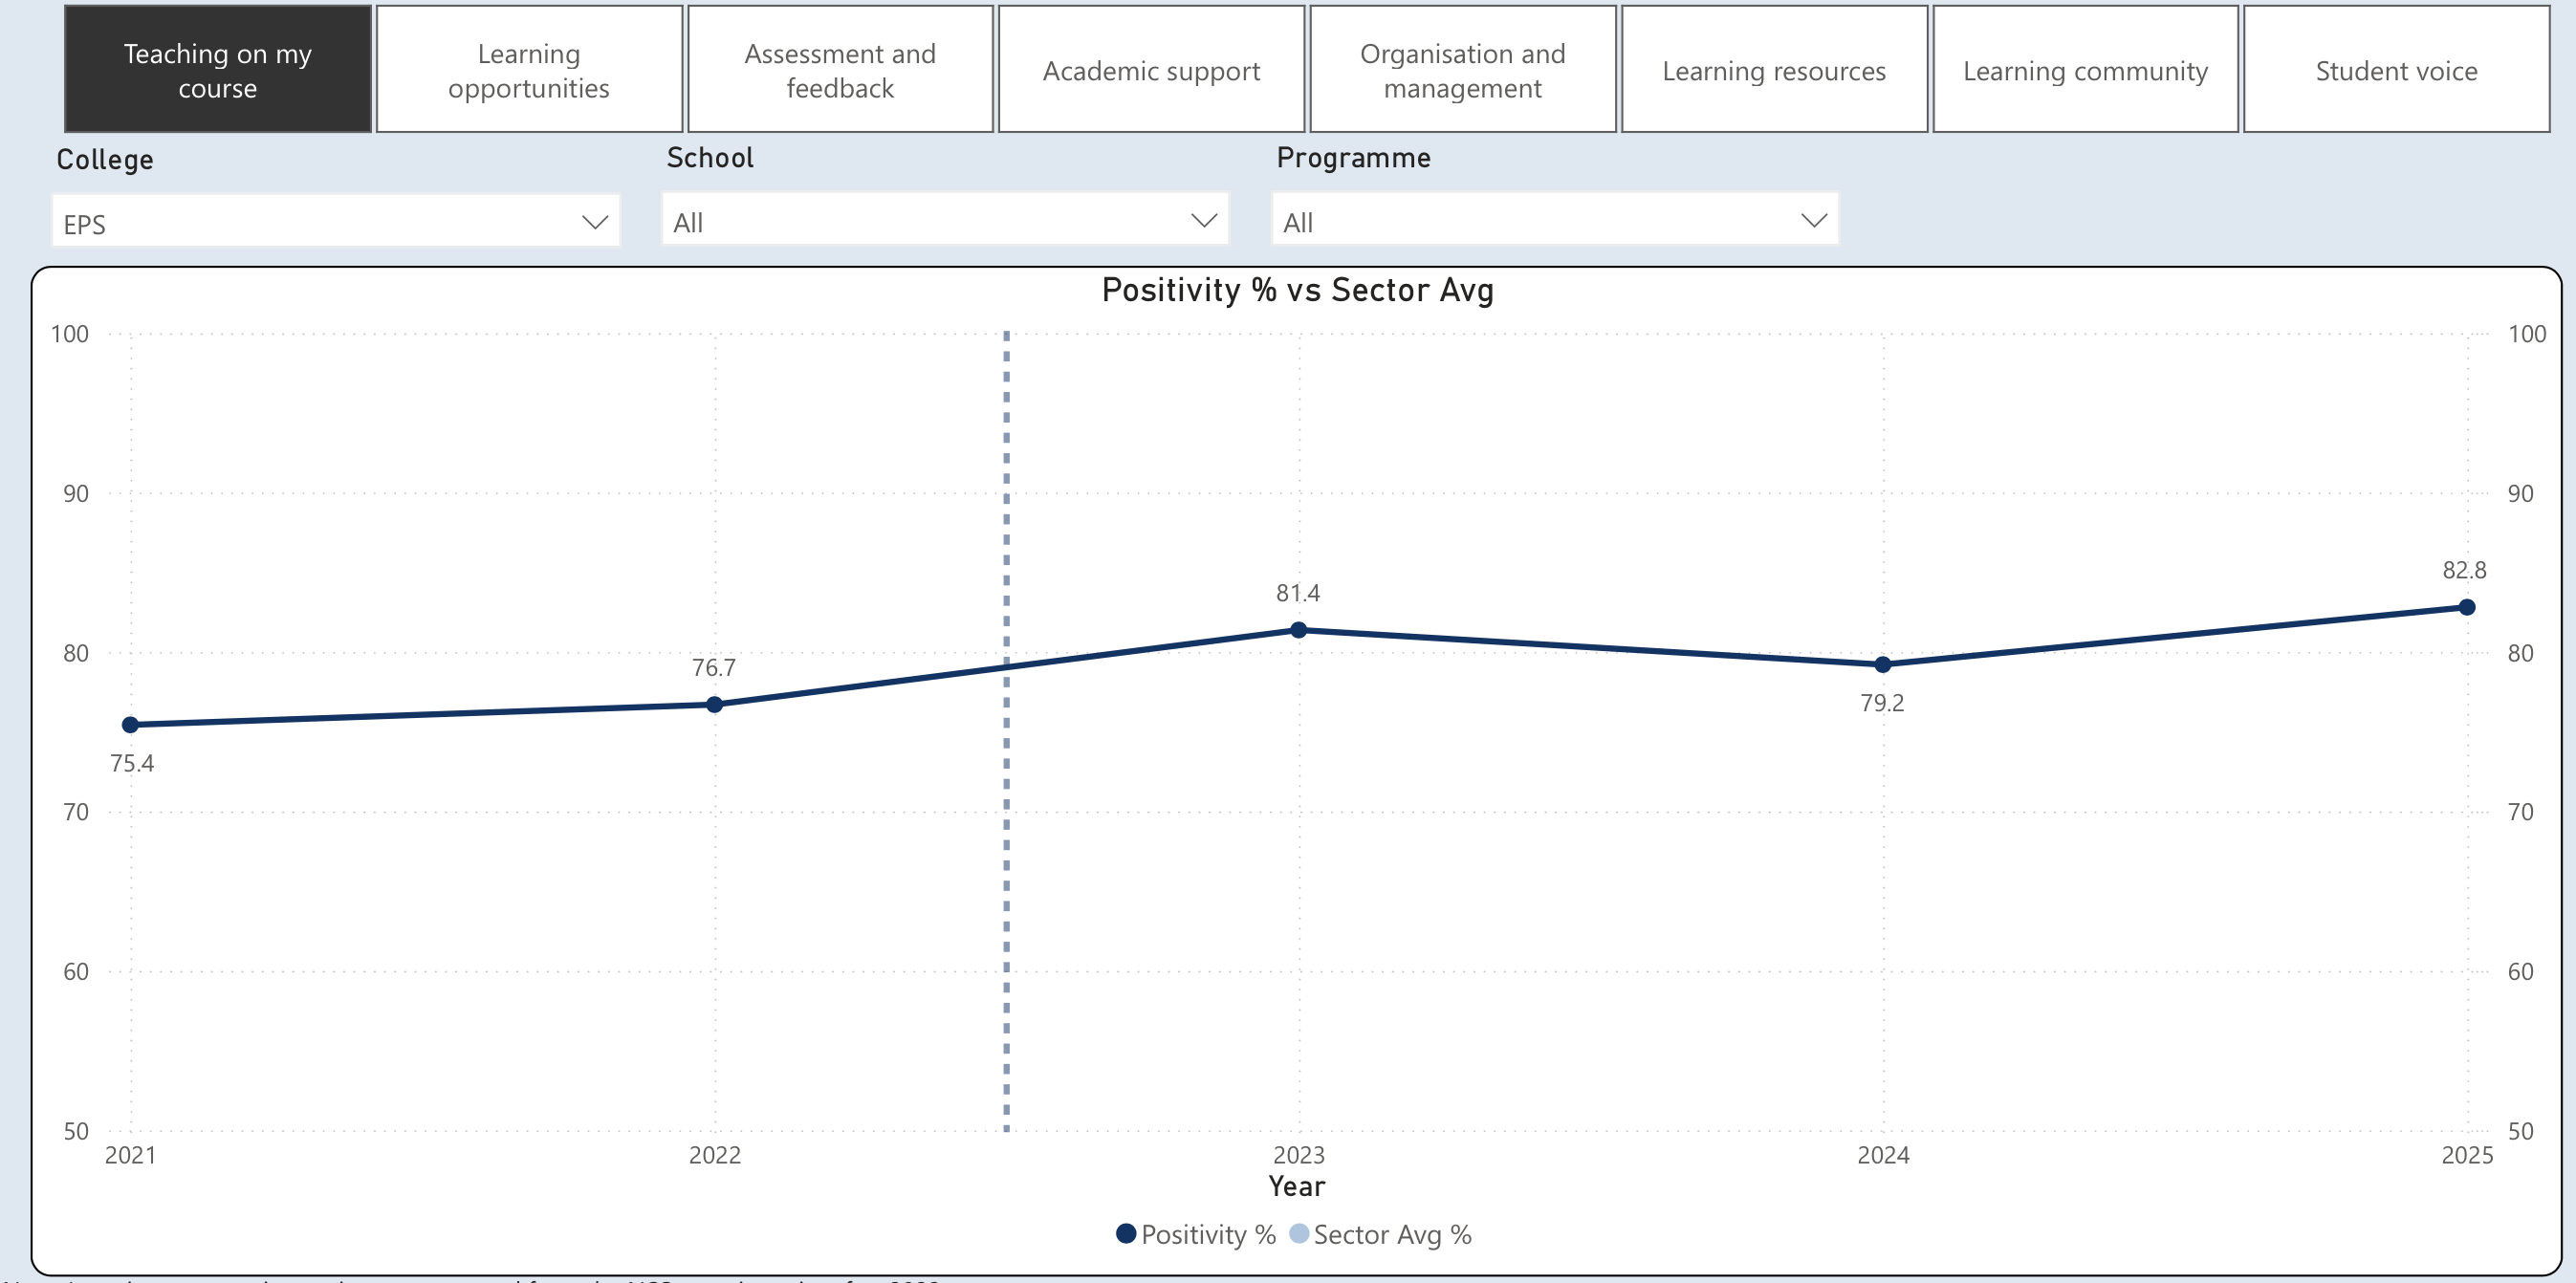 Teaching on my
course
Learning
opportunities
Assessment and
feedback
Academic support
Organisation and
management
Learning resources
Learning community
Student voice
College
School
Programme
EPS
All
All
Positivity % vs Sector Avg
100
100
90
90
80
80
70
70
60
60
50
50
75.4
76.7
81.4
79.2
82.8
2021
2022
2023
2024
2025
Year
Positivity %
Sector Avg %